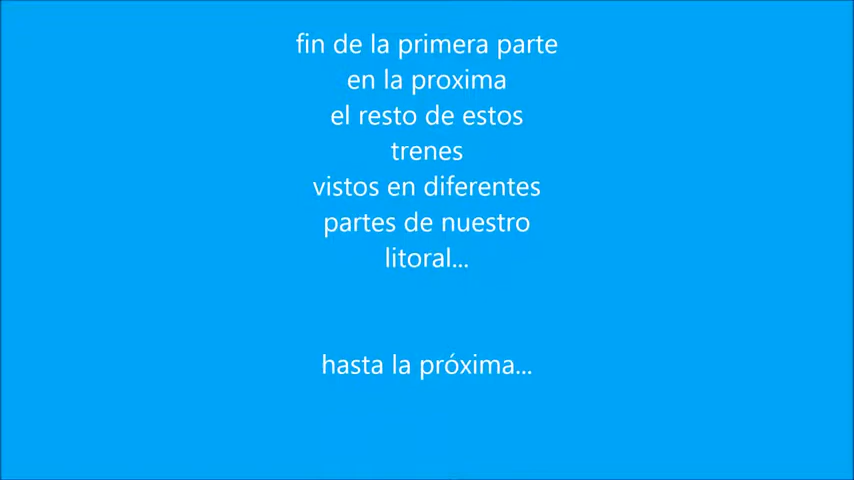 fin de la primera parte
en la proxima
el resto de estos
trenes
vistos en diferentes
partes de nuestro
litoral...
hasta la próxima...